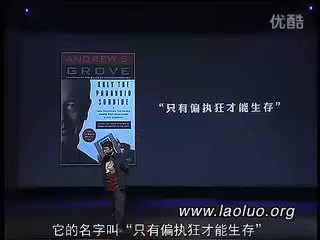 优酷
ANDREW S.
GROVE
ONLY THE
PARANOID
SURVIVE
“只有偏执狂才能生存”
www.laoluo.org
它的名字叫“只有偏执狂才能生存”